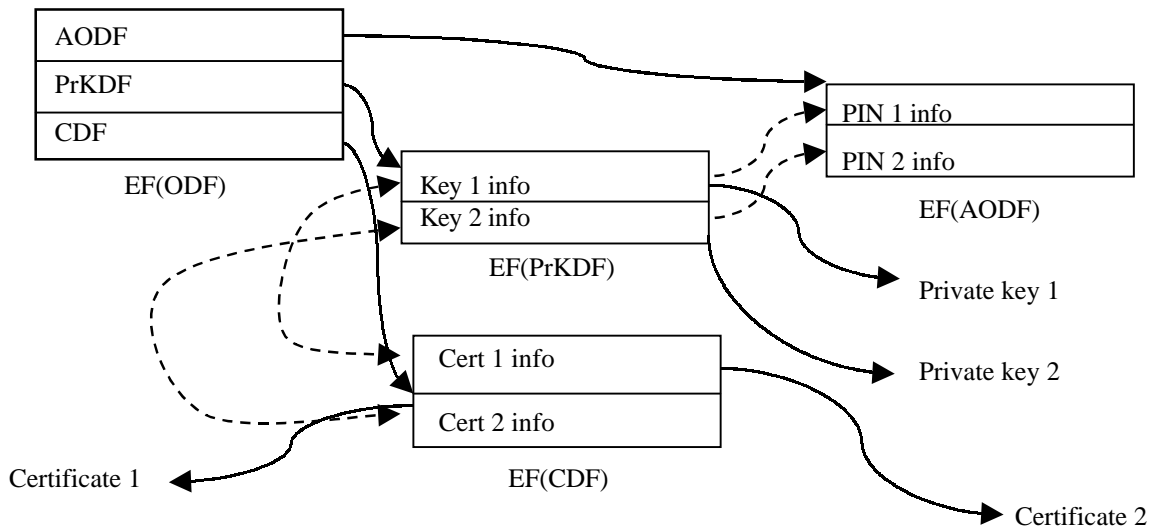 AODF
PrKDF
CDF
EF(ODF)
PIN 1 info
PIN 2 info
EF(AODF)
Key 1 info
Key 2 info
EF(PrKDF)
Private key 1
Private key 2
Cert 1 info
Cert 2 info
EF(CDF)
Certificate 1
Certificate 2